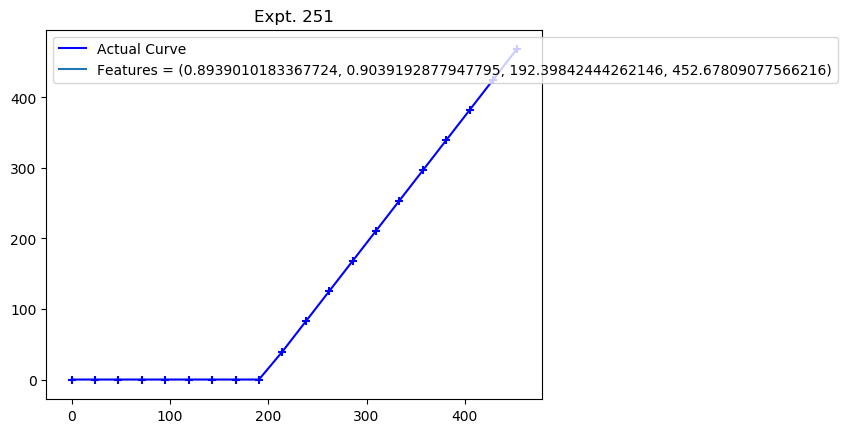 Expt. 251
Actual Curve
Features = (0.8939010183367724, 0.9039192877947795, 192.39842444262146, 452.67809077566216)
400
300
200
100
0
0 100 200 300 400